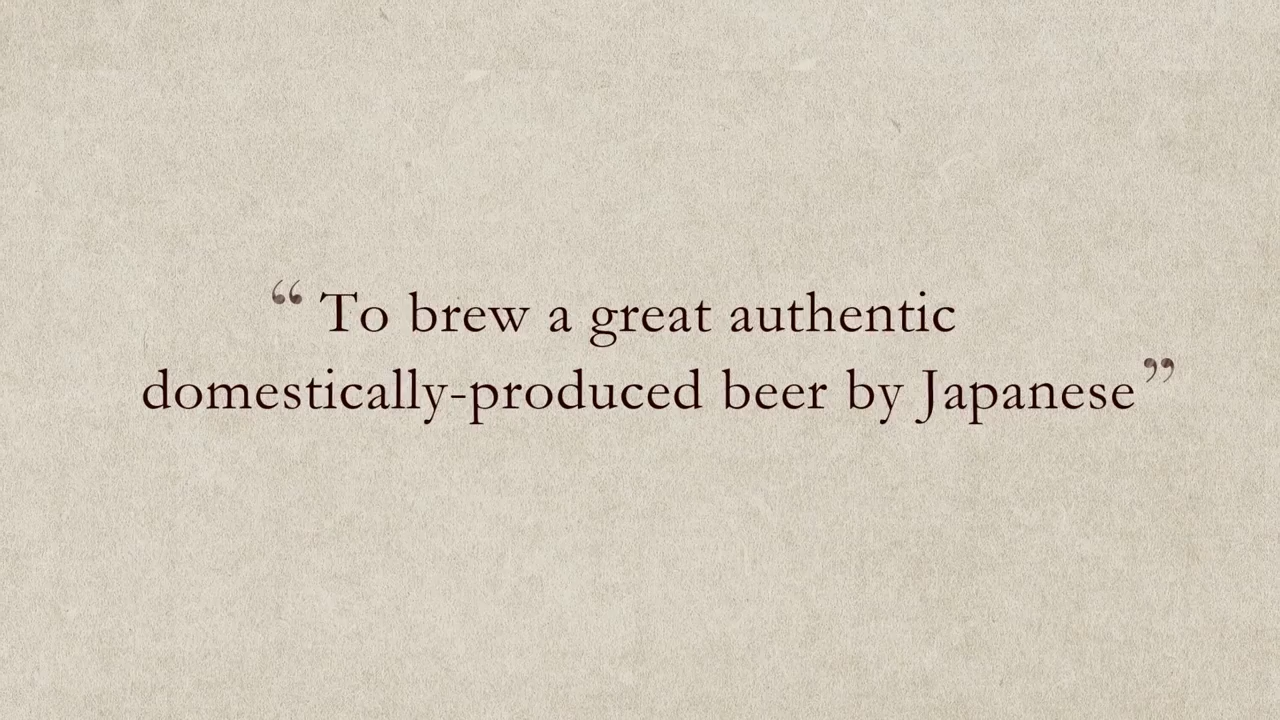 “ To brew a great authentic
domestically-produced beer by Japanese”